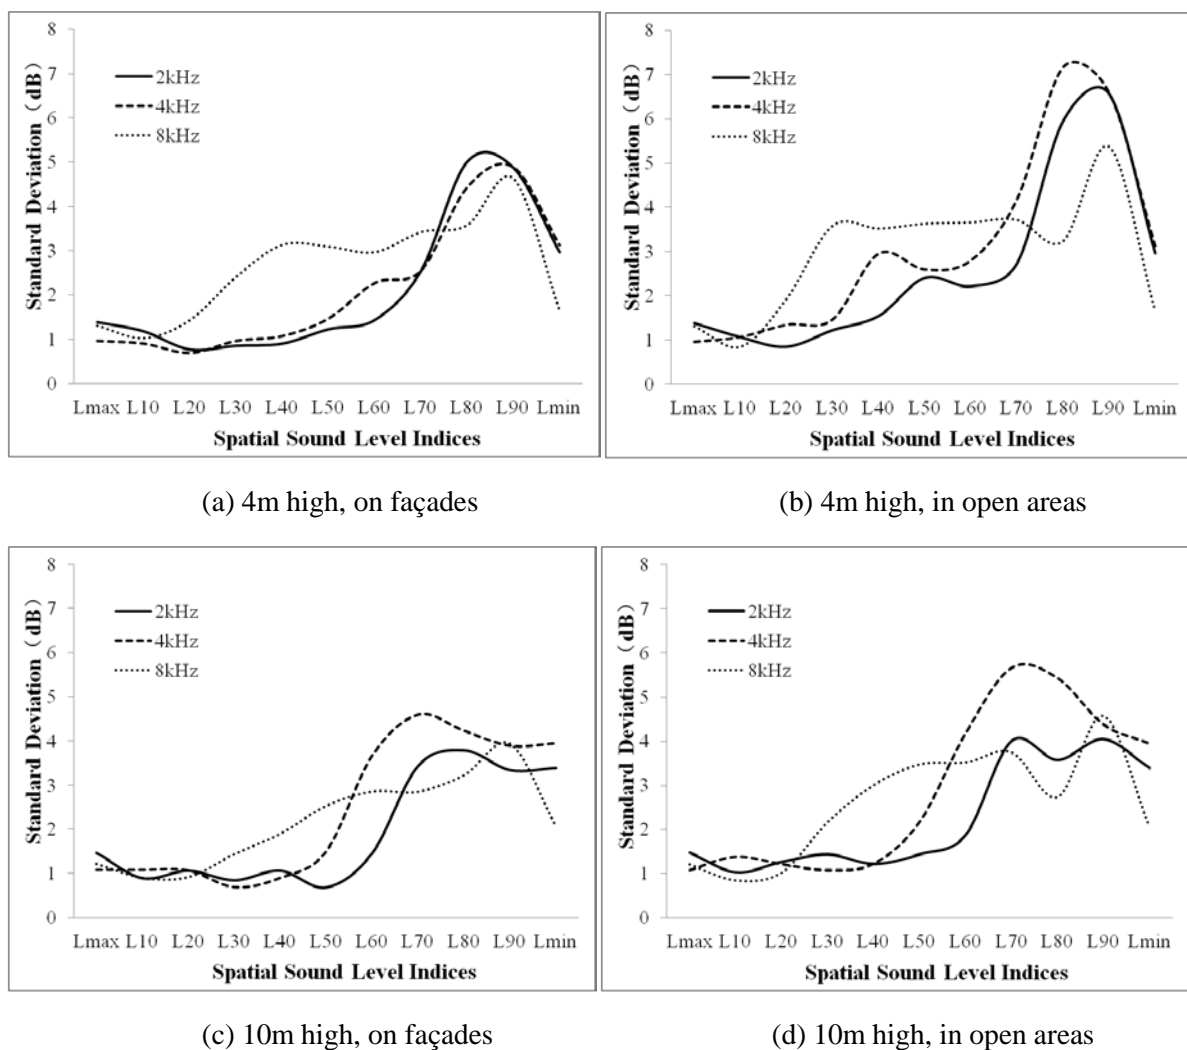 8
7
6
5
4
3
2
1
0
Standard Deviation（dB）
2kHz
4kHz
8kHz
Lmax L10 L20 L30 L40 L50 L60 L70 L80 L90 Lmin
Spatial Sound Level Indices
(a) 4m high, on façades
8
7
6
5
4
3
2
1
0
Standard Deviation（dB）
2kHz
4kHz
8kHz
Lmax L10 L20 L30 L40 L50 L60 L70 L80 L90 Lmin
Spatial Sound Level Indices
(b) 4m high, in open areas
8
7
6
5
4
3
2
1
0
Standard Deviation（dB）
2kHz
4kHz
8kHz
Lmax L10 L20 L30 L40 L50 L60 L70 L80 L90 Lmin
Spatial Sound Level Indices
(c) 10m high, on façades
8
7
6
5
4
3
2
1
0
Standard Deviation（dB）
2kHz
4kHz
8kHz
Lmax L10 L20 L30 L40 L50 L60 L70 L80 L90 Lmin
Spatial Sound Level Indices
(d) 10m high, in open areas